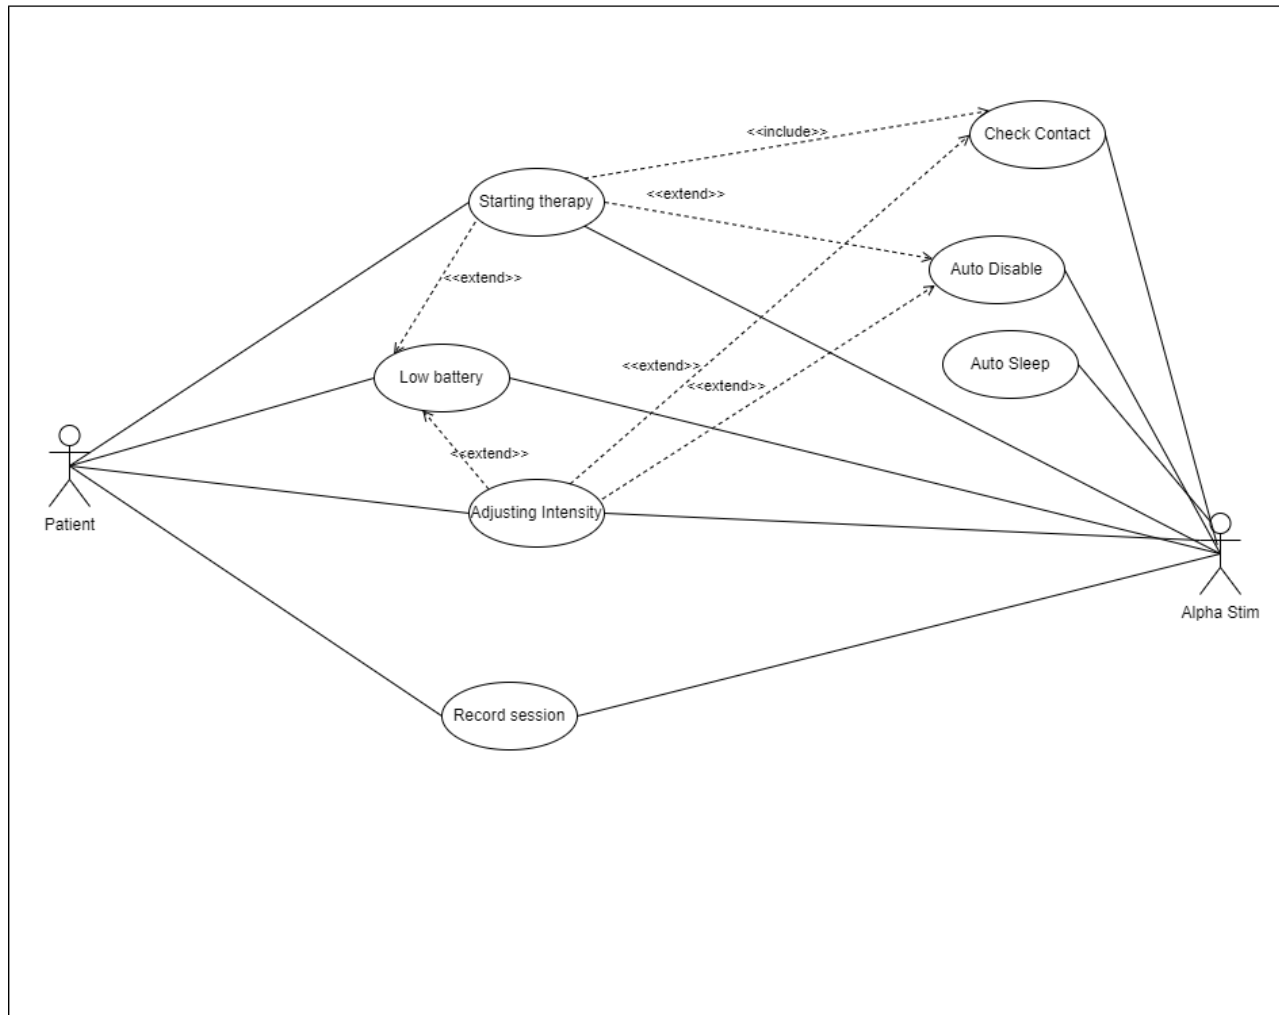 Check Contact
<<include>>
Starting therapy
<<extend>>
Auto Disable
<<extend>>
Auto Sleep
<<extend>>
Low battery
<<extend>>
<<extend>>
Adjusting Intensity
Patient
Alpha Stim
Record session